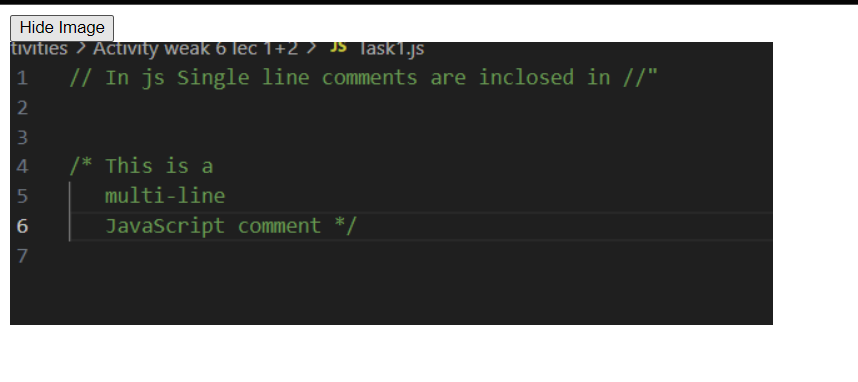 Hide Image
tivities > Activity weak 6 lec 1+2 > JS Task1.js
1 // In js Single line comments are inclosed in //"
2
3
4 /* This is a
5 multi-line
6 JavaScript comment */
7